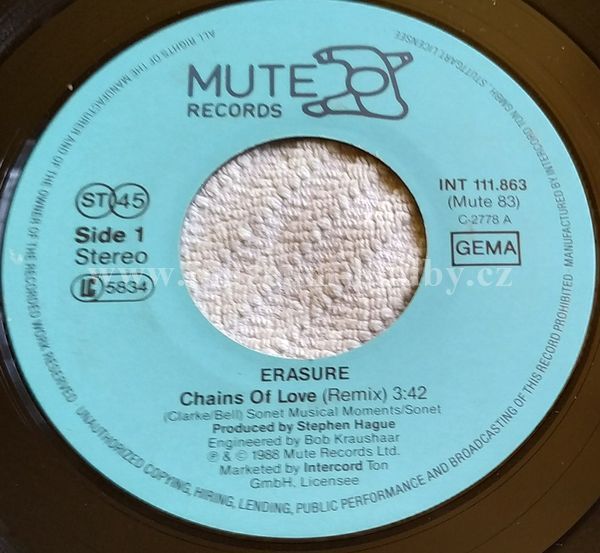 MUTE
RECORDS
ALL RIGHTS OF THE MANUFACTURER AND OF THE OWNER OF THE RECORDED WORK RESERVED
UNAUTHORIZED COPYING, HIRING, LENDING, PUBLIC PERFORMANCE AND BROADCASTING OF THIS RECORD PROHIBITED · MANUFACTURED BY INTERCORD TON GMBH., STUTTGART, LICENSEE
ST 45
Side 1
Stereo
LC 5834
INT 111.863
(Mute 83)
C-2778 A
GEMA
ERASURE
Chains Of Love (Remix) 3:42
(Clarke/Bell) Sonet Musical Moments/Sonet
Produced by Stephen Hague
Engineered by Bob Kraushaar
℗ & © 1988 Mute Records Ltd.
Marketed by Intercord Ton
GmbH, Licensee